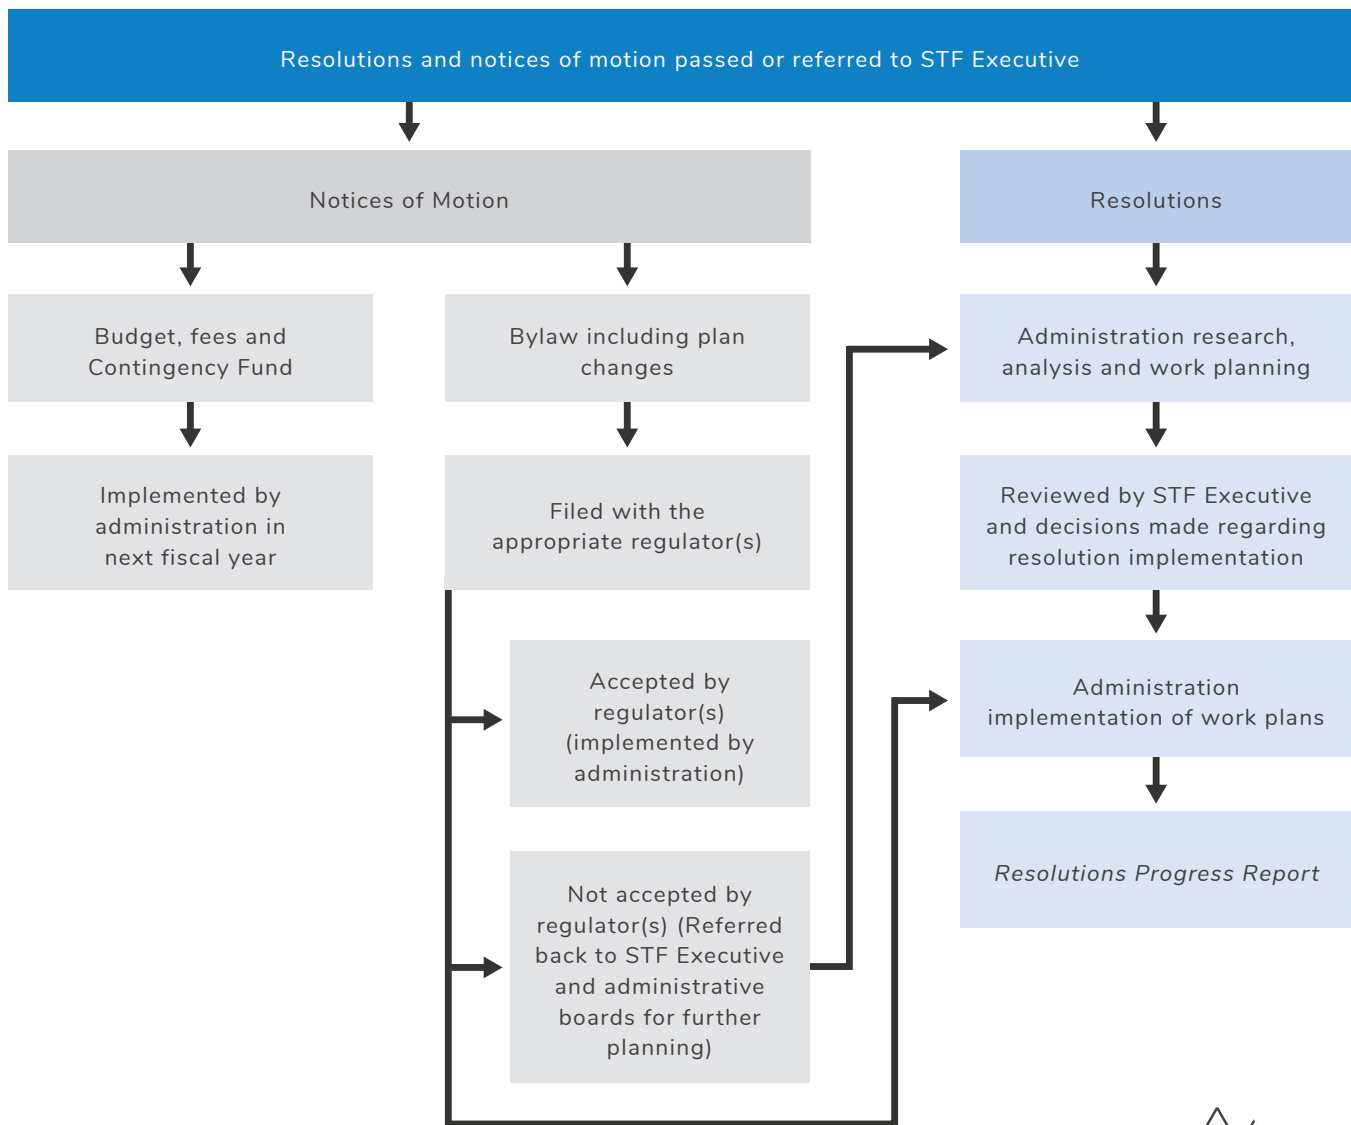 Resolutions and notices of motion passed or referred to STF Executive
Notices of Motion
Resolutions
Budget, fees and
Contingency Fund
Bylaw including plan
changes
Administration research,
analysis and work planning
Implemented by
administration in
next fiscal year
Filed with the
appropriate regulator(s)
Reviewed by STF Executive
and decisions made regarding
resolution implementation
Accepted by
regulator(s)
(implemented by
administration)
Administration
implementation of work plans
Not accepted by
regulator(s) (Referred
back to STF Executive
and administrative
boards for further
planning)
Resolutions Progress Report